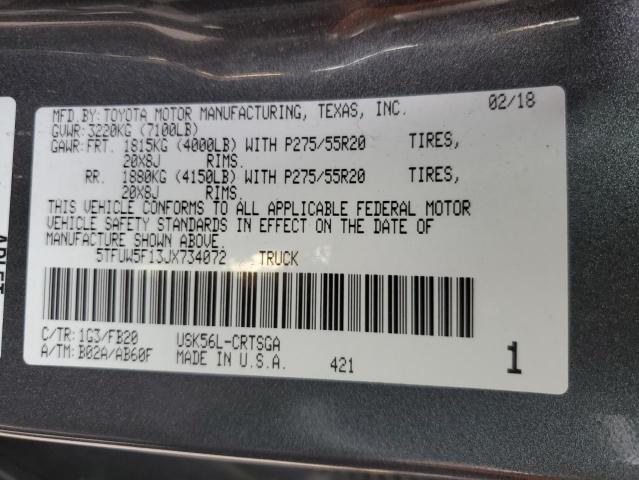 MFD.BY:TOYOTA MOTOR MANUFACTURING, TEXAS, INC. 02/18
GVWR:3220KG (7100LB)
GAWR:FRT. 1815KG (4000LB) WITH P275/55R20 TIRES,
20X8J RIMS.
RR. 1880KG (4150LB) WITH P275/55R20 TIRES,
20X8J RIMS.
THIS VEHICLE CONFORMS TO ALL APPLICABLE FEDERAL MOTOR
VEHICLE SAFETY STANDARDS IN EFFECT ON THE DATE OF
MANUFACTURE SHOWN ABOVE.
5TFUW5F13JX734072 TRUCK
C/TR:1G3/FB20 USK56L-CRTSGA
A/TM:B02A/AB60F MADE IN U.S.A. 421 1